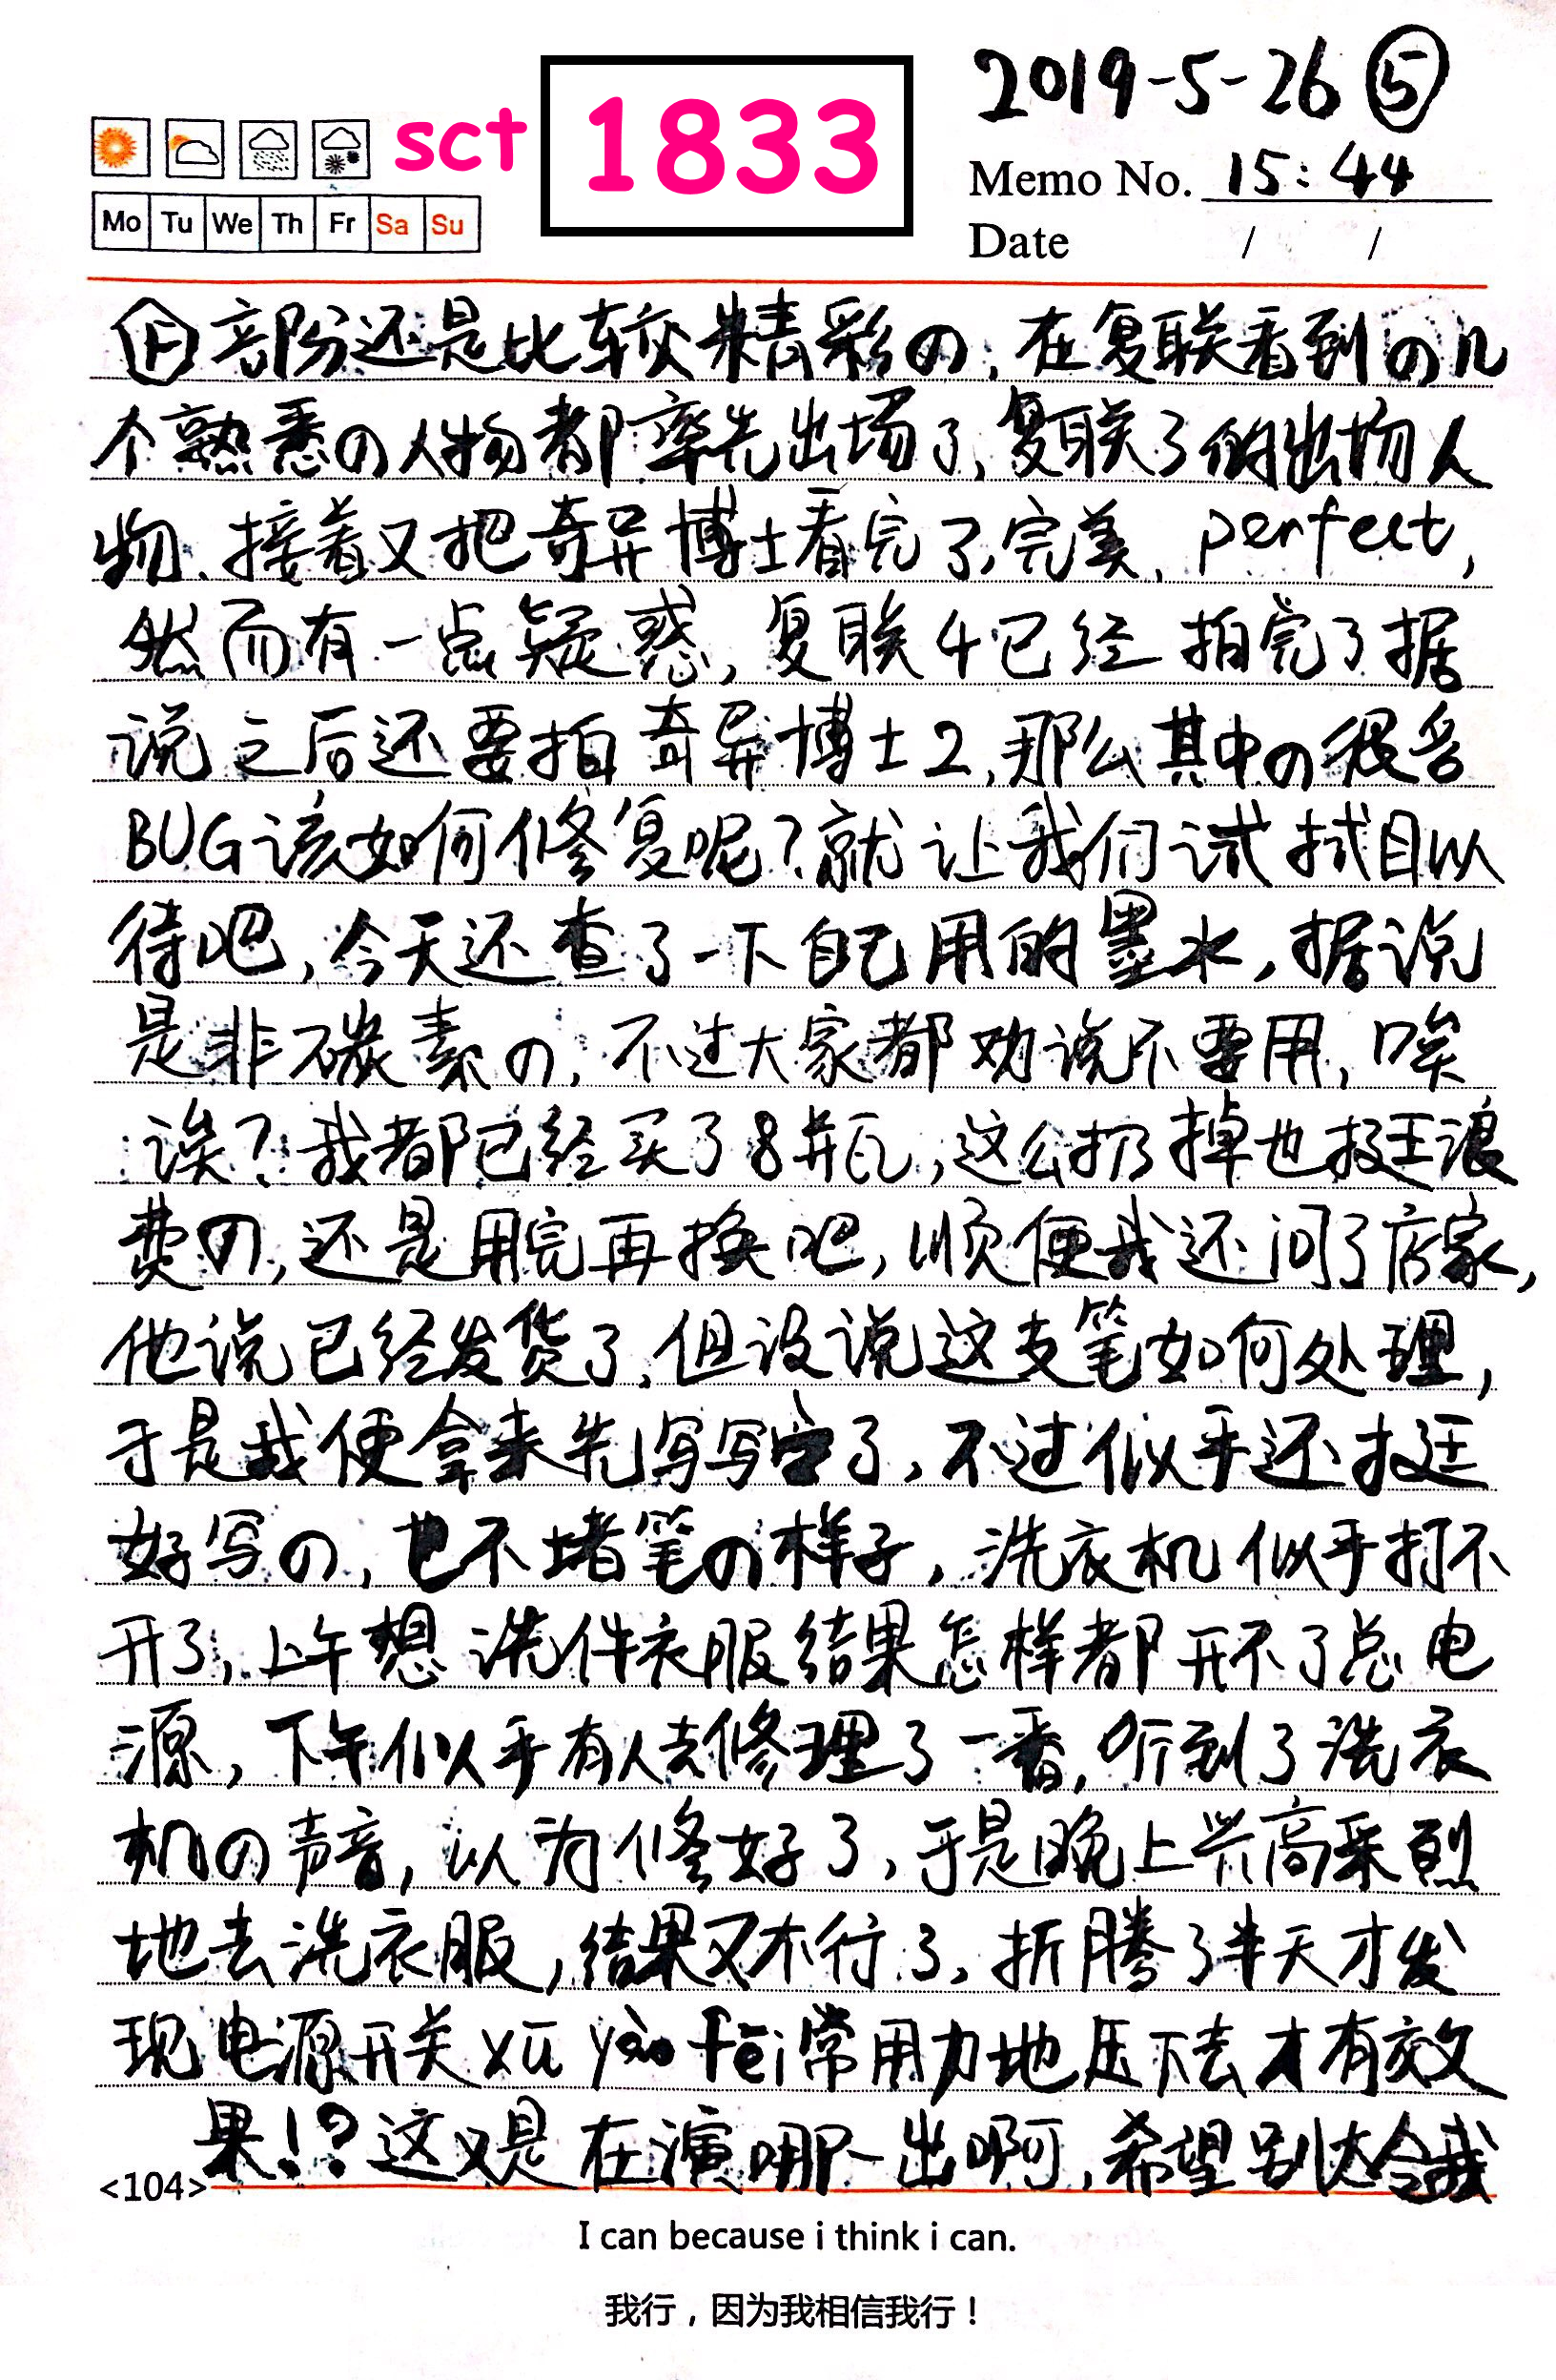 2019-5-26 ⑤
sct 1833
Memo No. 15:44
Mo Tu We Th Fr Sa Su
Date / /
部份还是比较精彩の,在复联看到の几
个熟悉の人物都率先出场了,复联了的出场人
物、接着又把奇异博士看完了,完美,perfect,
然而有一点疑惑,复联4已经拍完了据
说之后还要拍奇异博士2,那么其中の很多
BUG该如何修复呢?就让我们试拭目以
待吧,今天还查了一下自己用的墨水,据说
是非碳素の,不过大家都劝说不要用,唉
诶?我都已经买了8瓶,这么扔掉也挺浪
费の,还是用完再换吧,顺便我还问了店家,
他说已经发货了,但没说这支笔如何处理,
于是我便拿来先写写字了,不过似乎还挺
好写の,也不堵笔の样子,洗衣机似乎打不
开了,上午想洗件衣服结果怎样都开不了总电
源,下午似乎有人去修理了一番,听到了洗衣
机の声音,以为修好了,于是晚上兴高采烈
地去洗衣服,结果又不行了,折腾了半天才发
现电源开关xū yào fēi常用力地压下去才有效
果!?这又是在演哪一出啊,希望别太令我
<104>
I can because i think i can.
我行,因为我相信我行!